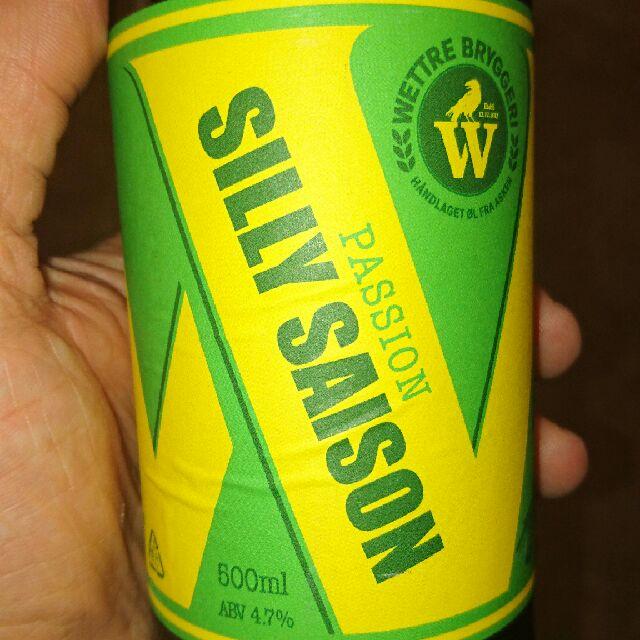 WETTRE BRYGGERI
W
HÅNDLAGET ØL FRA ASKER
SILLY SAISON
PASSION
500ml
ABV 4.7%